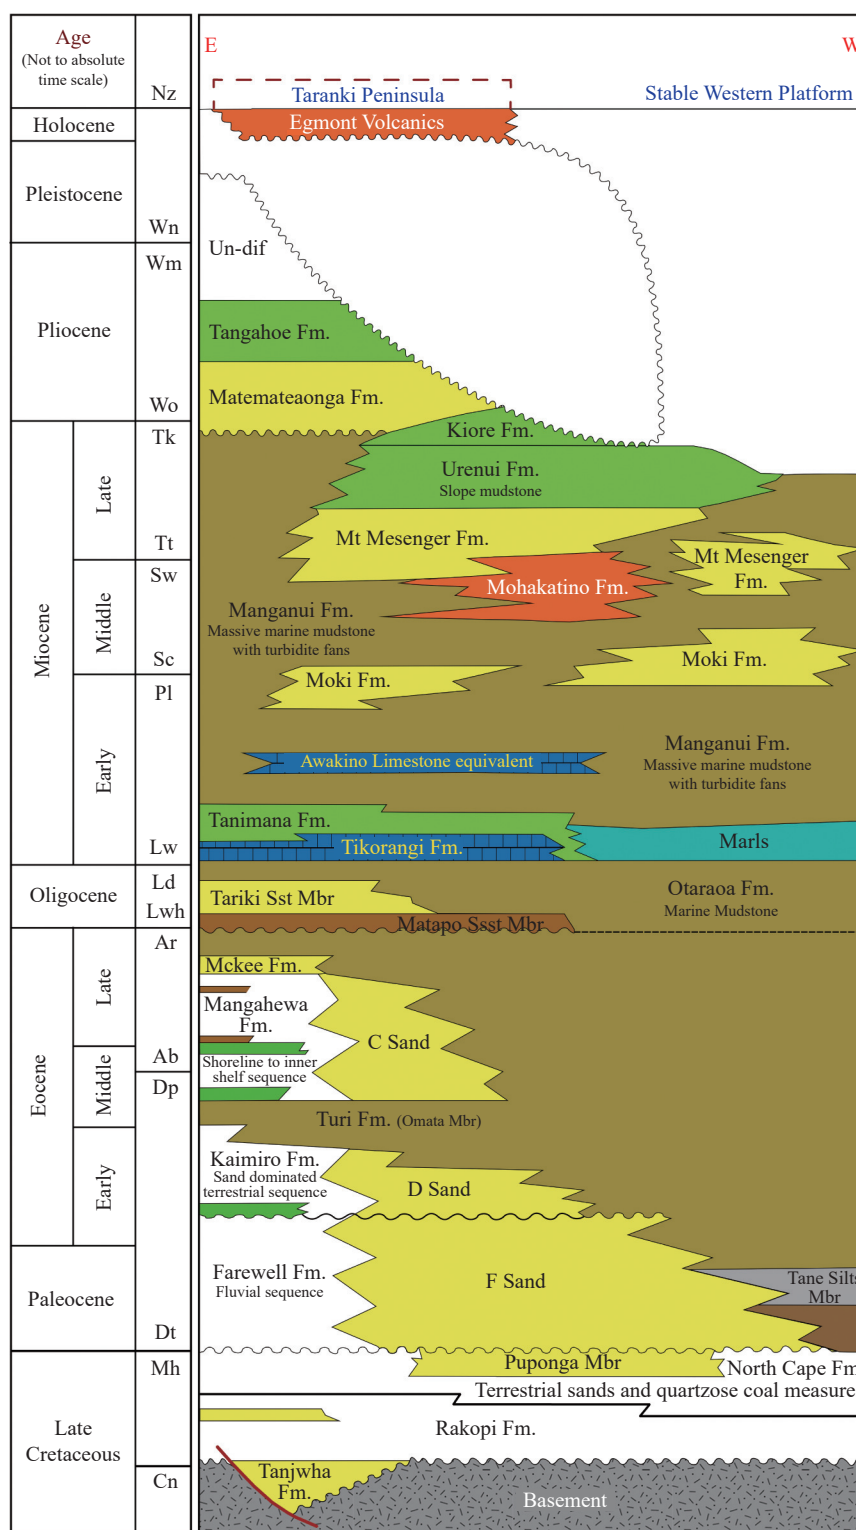 Age
(Not to absolute
time scale)
Nz
E
W
Taranki Peninsula
Stable Western Platform
Holocene
Egmont Volcanics
Pleistocene
Wn
Un-dif
Wm
Pliocene
Tangahoe Fm.
Matemateaonga Fm.
Wo
Kiore Fm.
Tk
Urenui Fm.
Slope mudstone
Late
Mt Mesenger Fm.
Tt
Mt Mesenger
Fm.
Sw
Mohakatino Fm.
Miocene
Middle
Manganui Fm.
Massive marine mudstone
with turbidite fans
Sc
Moki Fm.
Moki Fm.
Pl
Early
Awakino Limestone equivalent
Manganui Fm.
Massive marine mudstone
with turbidite fans
Tanimana Fm.
Lw
Tikorangi Fm.
Marls
Oligocene
Ld
Tariki Sst Mbr
Otaraoa Fm.
Marine Mudstone
Lwh
Matapo Ssst Mbr
Ar
Mckee Fm.
Late
Mangahewa
Fm.
C Sand
Ab
Shoreline to inner
shelf sequence
Eocene
Middle
Dp
Turi Fm. (Omata Mbr)
Early
Kaimiro Fm.
Sand dominated
terrestrial sequence
D Sand
Farewell Fm.
Fluvial sequence
F Sand
Tane Silts
Mbr
Paleocene
Dt
Mh
Puponga Mbr
North Cape Fm
Terrestrial sands and quartzose coal measure
Late
Cretaceous
Rakopi Fm.
Cn
Tanjwha
Fm.
Basement